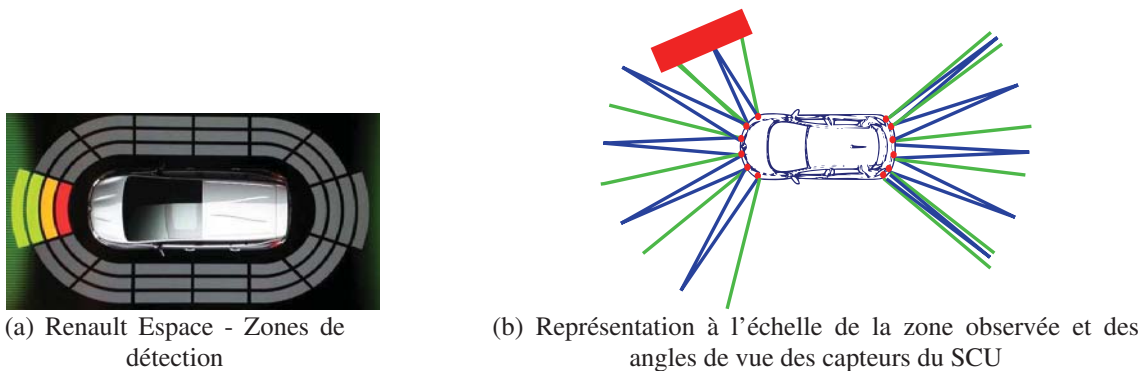 (a) Renault Espace - Zones de
détection
(b) Représentation à l'échelle de la zone observée et des
angles de vue des capteurs du SCU